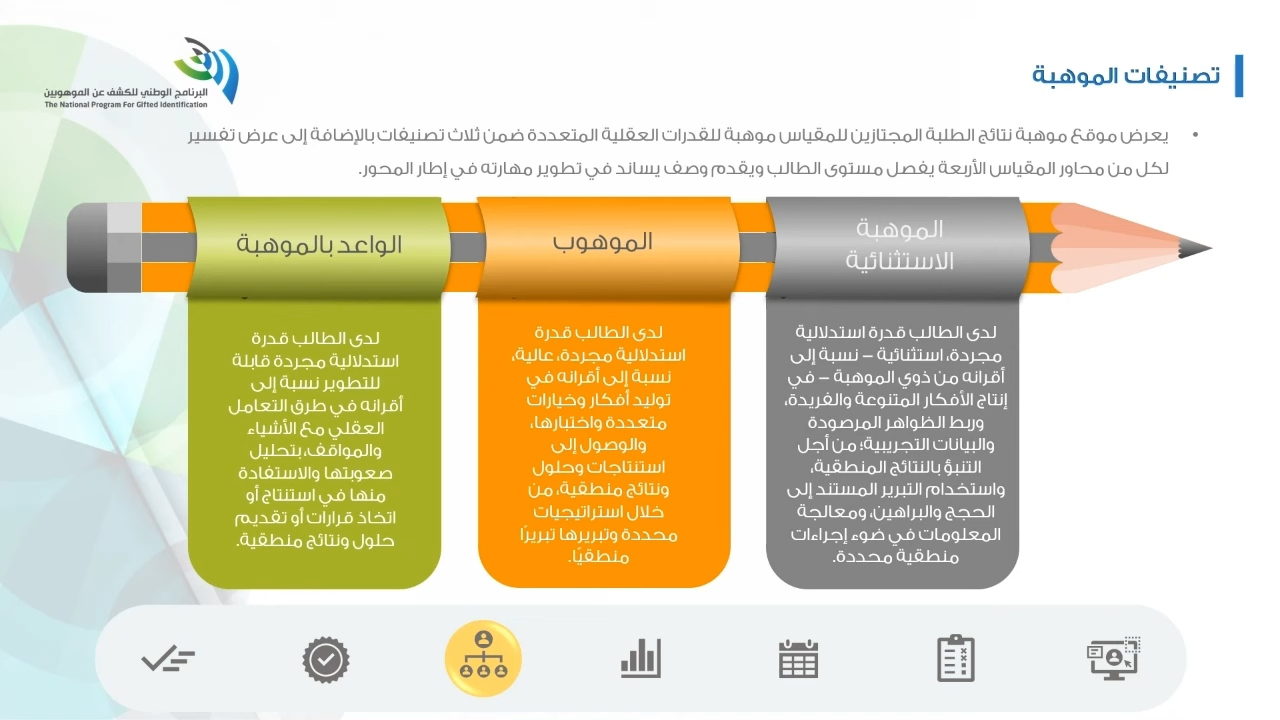 البرنامج الوطني للكشف عن الموهوبين
The National Program For Gifted Identification
تصنيفات الموهبة
• يعرض موقع موهبة نتائج الطلبة المجتازين للمقياس موهبة للقدرات العقلية المتعددة ضمن ثلاث تصنيفات بالإضافة إلى عرض تفسير
لكل من محاور المقياس الأربعة يفصل مستوى الطالب ويقدم وصف يساند في تطوير مهارته في إطار المحور.
الموهبة
الاستثنائية
لدى الطالب قدرة استدلالية
مجردة، استثنائية – نسبة إلى
أقرانه من ذوي الموهبة – في
إنتاج الأفكار المتنوعة والفريدة،
وربط الظواهر المرصودة
والبيانات التجريبية؛ من أجل
التنبؤ بالنتائج المنطقية،
واستخدام التبرير المستند إلى
الحجج والبراهين، ومعالجة
المعلومات في ضوء إجراءات
منطقية محددة.
الموهوب
لدى الطالب قدرة
استدلالية مجردة، عالية،
نسبة إلى أقرانه في
توليد أفكار وخيارات
متعددة واختبارها،
والوصول إلى
استنتاجات وحلول
ونتائج منطقية، من
خلال استراتيجيات
محددة وتبريرها تبريرًا
منطقيًا.
الواعد بالموهبة
لدى الطالب قدرة
استدلالية مجردة قابلة
للتطوير نسبة إلى
أقرانه في طرق التعامل
العقلي مع الأشياء
والمواقف، بتحليل
صعوبتها والاستفادة
منها في استنتاج أو
اتخاذ قرارات أو تقديم
حلول ونتائج منطقية.